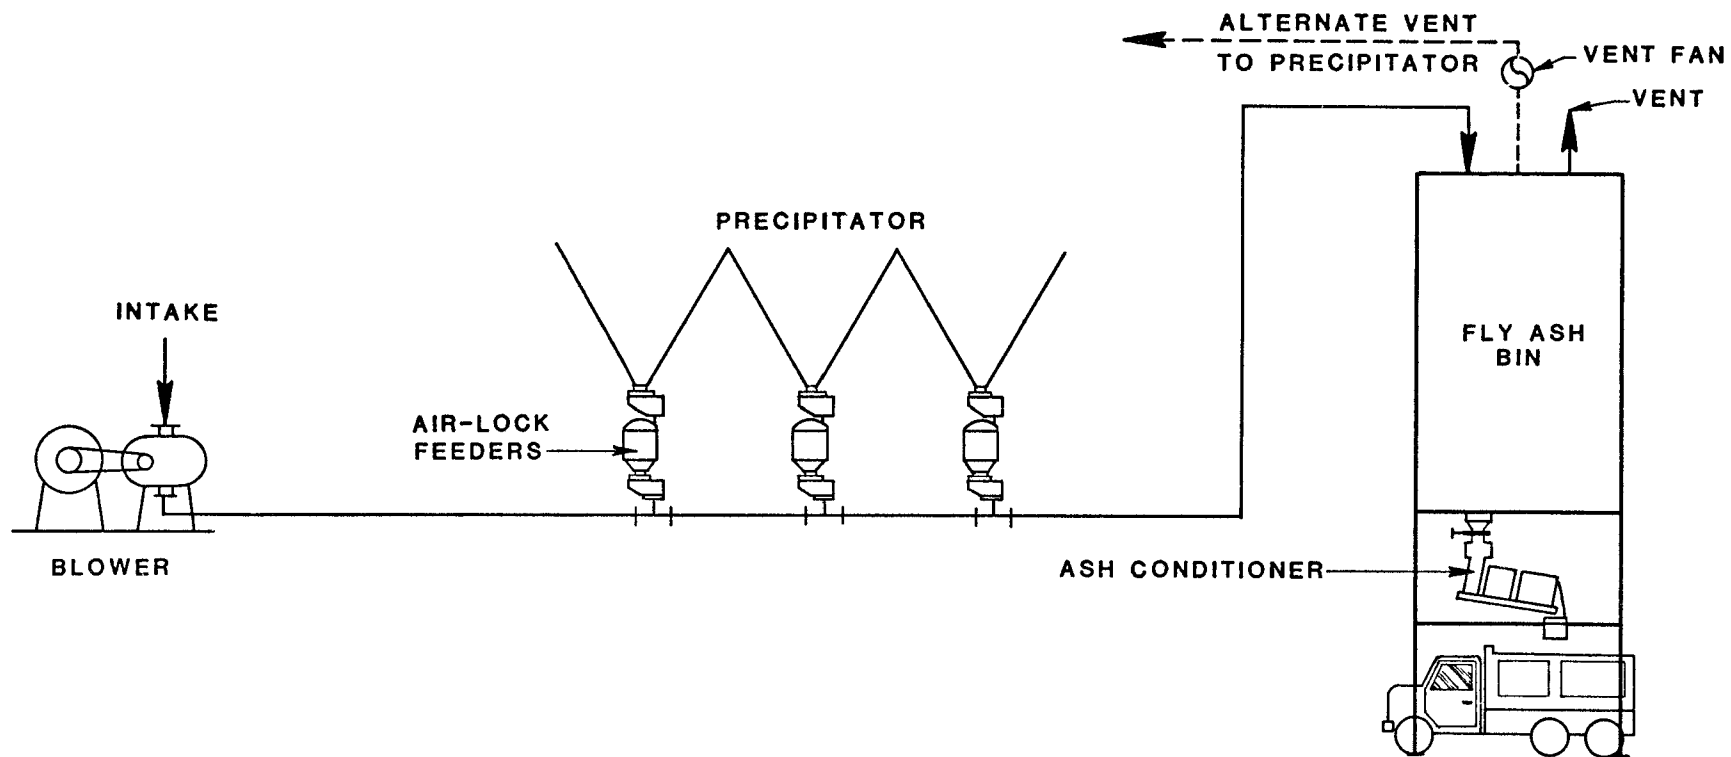 ALTERNATE VENT
TO PRECIPITATOR
VENT FAN
VENT
PRECIPITATOR
INTAKE
FLY ASH
BIN
AIR-LOCK
FEEDERS
BLOWER
ASH CONDITIONER